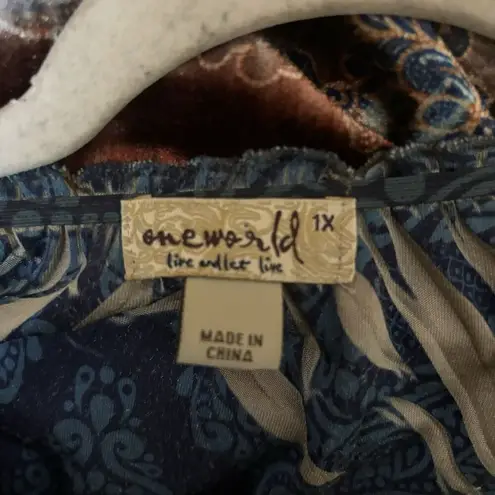 oneworld 1X
live and let live
MADE IN
CHINA